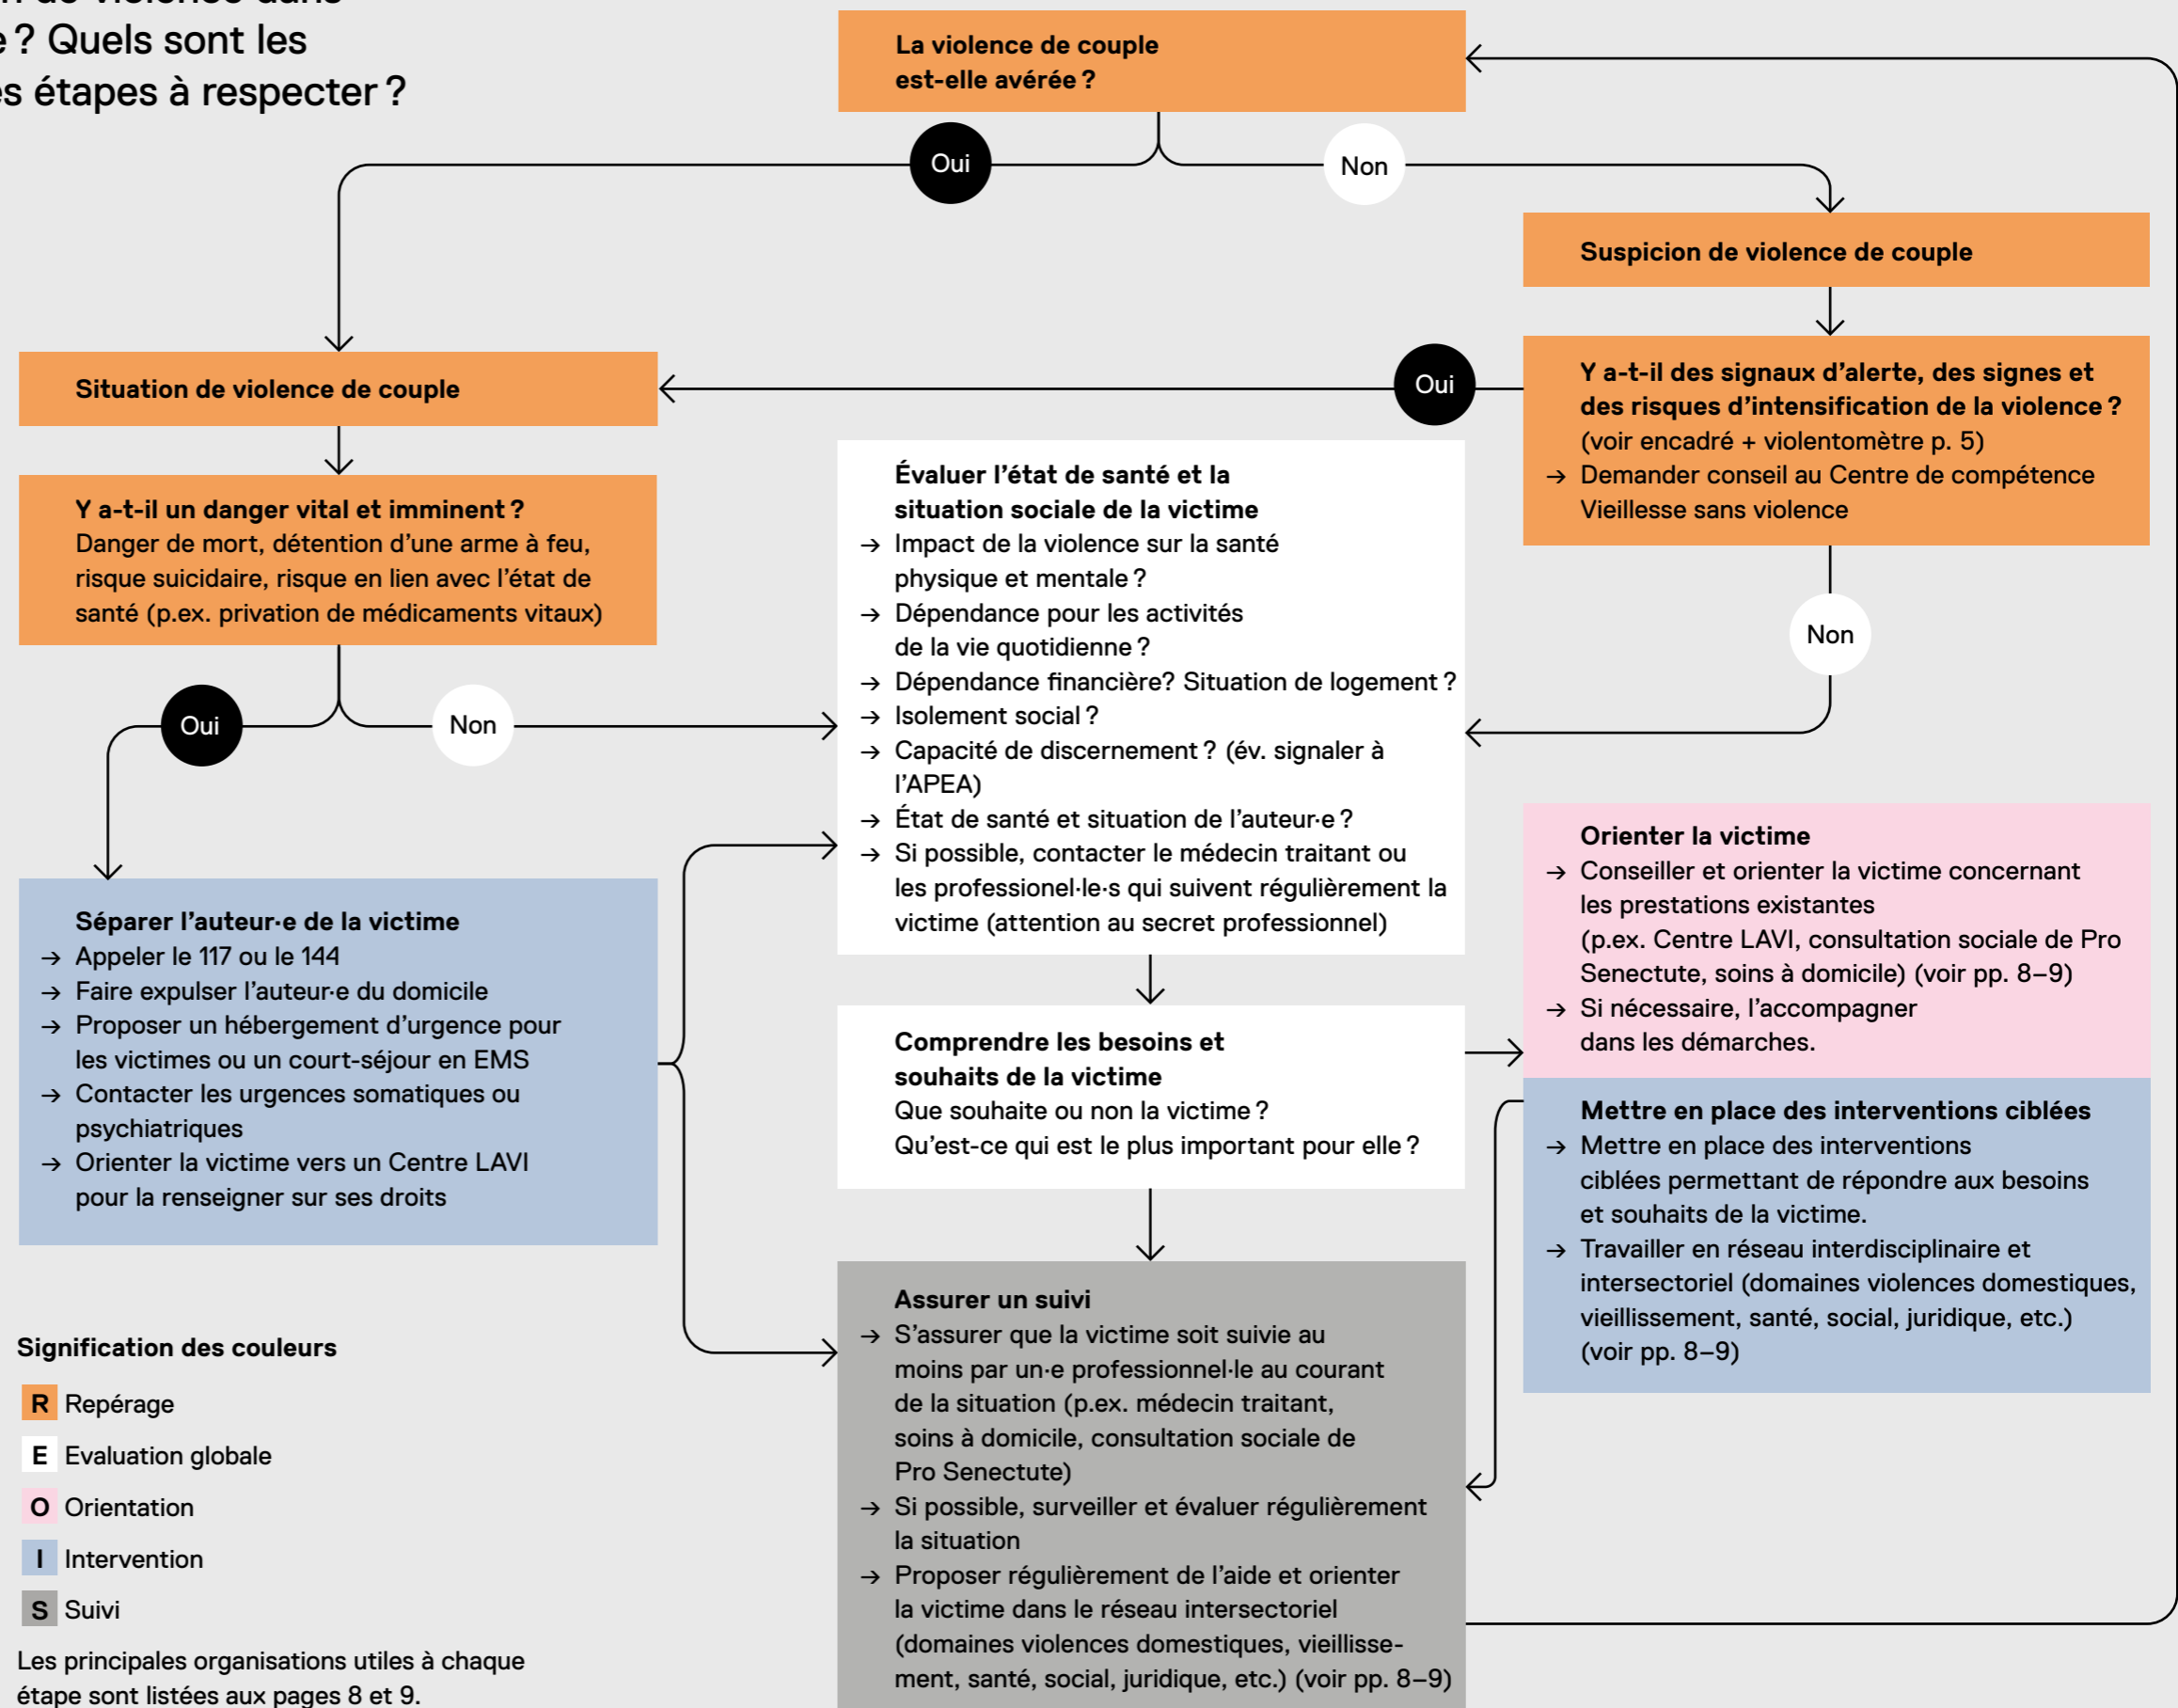 e ? Quels sont les
es étapes à respecter ?
La violence de couple
est-elle avérée ?
Oui
Non
Suspicion de violence de couple
Situation de violence de couple
Oui
Y a-t-il des signaux d’alerte, des signes et
des risques d’intensification de la violence ?
(voir encadré + violentomètre p. 5)
→ Demander conseil au Centre de compétence
Vieillesse sans violence
Non
Y a-t-il un danger vital et imminent ?
Danger de mort, détention d’une arme à feu,
risque suicidaire, risque en lien avec l’état de
santé (p.ex. privation de médicaments vitaux)
Oui
Non
Évaluer l’état de santé et la
situation sociale de la victime
→ Impact de la violence sur la santé
physique et mentale ?
→ Dépendance pour les activités
de la vie quotidienne ?
→ Dépendance financière? Situation de logement ?
→ Isolement social ?
→ Capacité de discernement ? (év. signaler à
l’APEA)
→ État de santé et situation de l’auteur·e ?
→ Si possible, contacter le médecin traitant ou
les professionel·le·s qui suivent régulièrement la
victime (attention au secret professionnel)
Séparer l’auteur·e de la victime
→ Appeler le 117 ou le 144
→ Faire expulser l’auteur·e du domicile
→ Proposer un hébergement d’urgence pour
les victimes ou un court-séjour en EMS
→ Contacter les urgences somatiques ou
psychiatriques
→ Orienter la victime vers un Centre LAVI
pour la renseigner sur ses droits
Comprendre les besoins et
souhaits de la victime
Que souhaite ou non la victime ?
Qu’est-ce qui est le plus important pour elle ?
Orienter la victime
→ Conseiller et orienter la victime concernant
les prestations existantes
(p.ex. Centre LAVI, consultation sociale de Pro
Senectute, soins à domicile) (voir pp. 8–9)
→ Si nécessaire, l’accompagner
dans les démarches.
Mettre en place des interventions ciblées
→ Mettre en place des interventions
ciblées permettant de répondre aux besoins
et souhaits de la victime.
→ Travailler en réseau interdisciplinaire et
intersectoriel (domaines violences domestiques,
vieillissement, santé, social, juridique, etc.)
(voir pp. 8–9)
Assurer un suivi
→ S’assurer que la victime soit suivie au
moins par un·e professionnel·le au courant
de la situation (p.ex. médecin traitant,
soins à domicile, consultation sociale de
Pro Senectute)
→ Si possible, surveiller et évaluer régulièrement
la situation
→ Proposer régulièrement de l’aide et orienter
la victime dans le réseau intersectoriel
(domaines violences domestiques, vieillisse-
ment, santé, social, juridique, etc.) (voir pp. 8–9)
Signification des couleurs
R Repérage
E Evaluation globale
O Orientation
I Intervention
S Suivi
Les principales organisations utiles à chaque
étape sont listées aux pages 8 et 9.